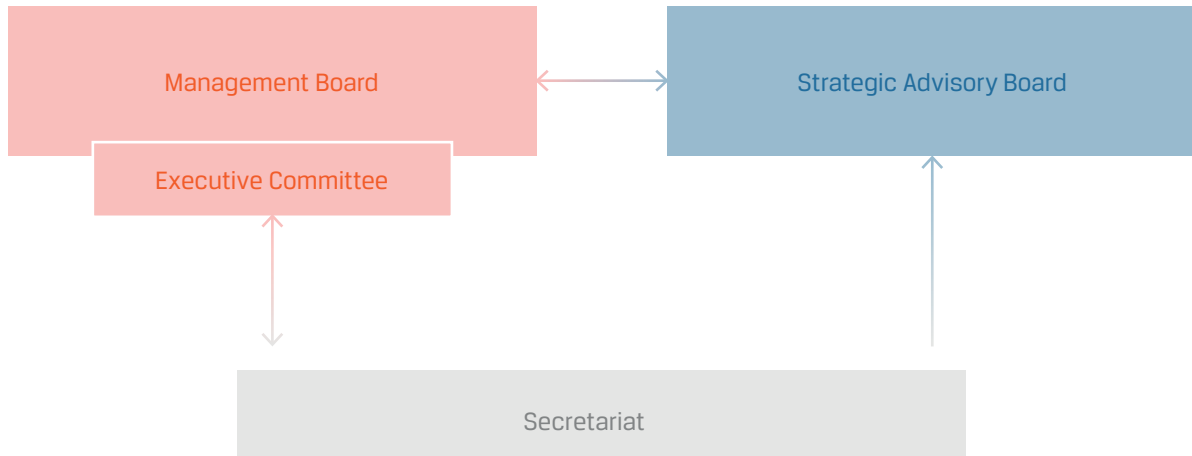 Management Board
Strategic Advisory Board
Executive Committee
Secretariat